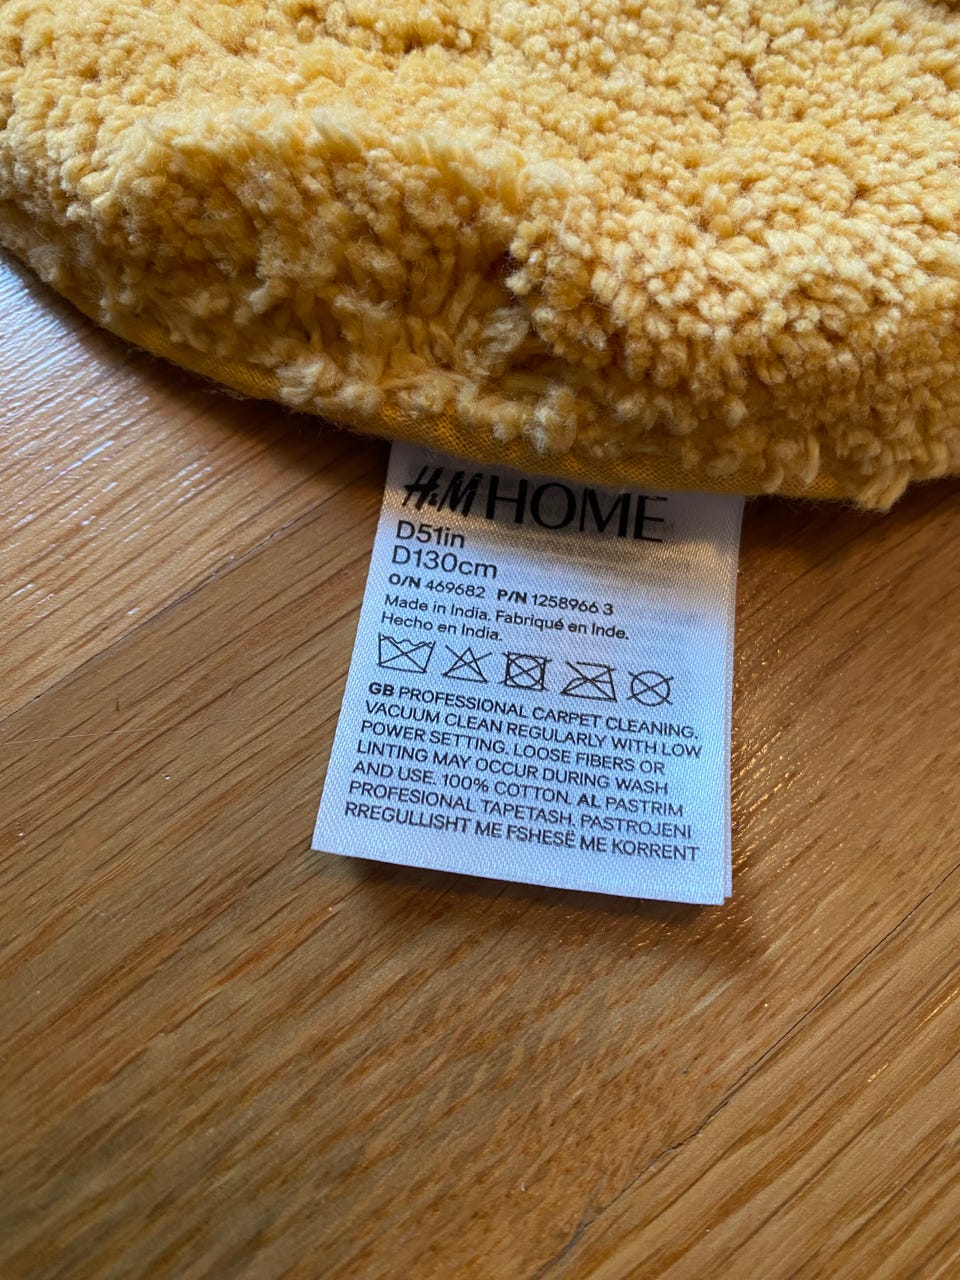 H&M HOME
D51in
D130cm
O/N 469682 P/N 1258966 3
Made in India. Fabriqué en Inde.
Hecho en India.
GB PROFESSIONAL CARPET CLEANING.
VACUUM CLEAN REGULARLY WITH LOW
POWER SETTING. LOOSE FIBERS OR
LINTING MAY OCCUR DURING WASH
AND USE. 100% COTTON. AL PASTRIM
PROFESIONAL TAPETASH. PASTROJENI
RREGULLISHT ME FSHESË ME KORRENT